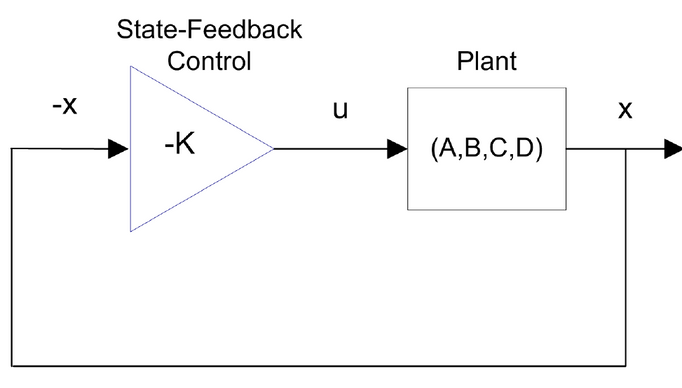 State-Feedback
Control
Plant
-x
-K
u
(A,B,C,D)
x